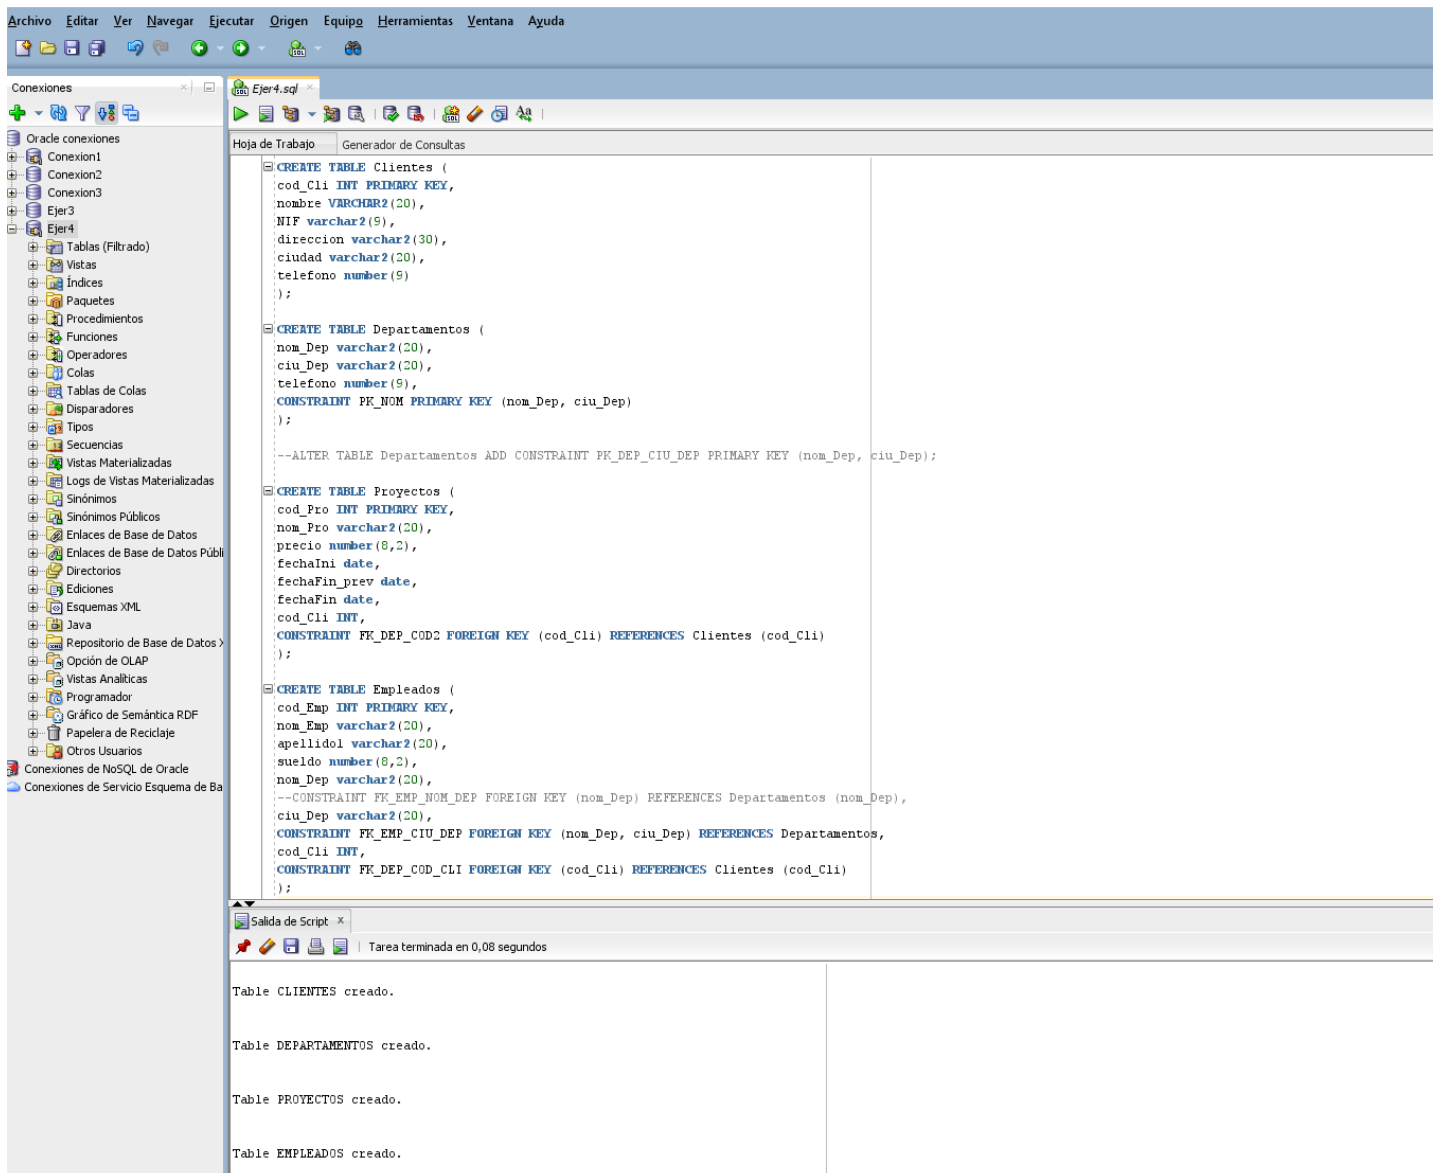 Archivo Editar Ver Navegar Ejecutar Origen Equipo Herramientas Ventana Ayuda
Conexiones
Oracle conexiones
Conexion1
Conexion2
Conexion3
Ejer3
Ejer4
Tablas (Filtrado)
Vistas
Índices
Paquetes
Procedimientos
Funciones
Operadores
Colas
Tablas de Colas
Disparadores
Tipos
Secuencias
Vistas Materializadas
Logs de Vistas Materializadas
Sinónimos
Sinónimos Públicos
Enlaces de Base de Datos
Enlaces de Base de Datos Públi
Directorios
Ediciones
Esquemas XML
Java
Repositorio de Base de Datos X
Opción de OLAP
Vistas Analíticas
Programador
Gráfico de Semántica RDF
Papelera de Reciclaje
Otros Usuarios
Conexiones de NoSQL de Oracle
Conexiones de Servicio Esquema de Ba
Ejer4.sql
Hoja de Trabajo Generador de Consultas
CREATE TABLE Clientes (
cod_Cli INT PRIMARY KEY,
nombre VARCHAR2(20),
NIF varchar2(9),
direccion varchar2(30),
ciudad varchar2(20),
telefono number(9)
);
CREATE TABLE Departamentos (
nom_Dep varchar2(20),
ciu_Dep varchar2(20),
telefono number(9),
CONSTRAINT PK_NOM PRIMARY KEY (nom_Dep, ciu_Dep)
);
--ALTER TABLE Departamentos ADD CONSTRAINT PK_DEP_CIU_DEP PRIMARY KEY (nom_Dep, ciu_Dep);
CREATE TABLE Proyectos (
cod_Pro INT PRIMARY KEY,
nom_Pro varchar2(20),
precio number(8,2),
fechaIni date,
fechaFin_prev date,
fechaFin date,
cod_Cli INT,
CONSTRAINT FK_DEP_COD2 FOREIGN KEY (cod_Cli) REFERENCES Clientes (cod_Cli)
);
CREATE TABLE Empleados (
cod_Emp INT PRIMARY KEY,
nom_Emp varchar2(20),
apellido1 varchar2(20),
sueldo number(8,2),
nom_Dep varchar2(20),
--CONSTRAINT FK_EMP_NOM_DEP FOREIGN KEY (nom_Dep) REFERENCES Departamentos (nom_Dep),
ciu_Dep varchar2(20),
CONSTRAINT FK_EMP_CIU_DEP FOREIGN KEY (nom_Dep, ciu_Dep) REFERENCES Departamentos,
cod_Cli INT,
CONSTRAINT FK_DEP_COD_CLI FOREIGN KEY (cod_Cli) REFERENCES Clientes (cod_Cli)
);
Salida de Script
Tarea terminada en 0,08 segundos
Table CLIENTES creado.
Table DEPARTAMENTOS creado.
Table PROYECTOS creado.
Table EMPLEADOS creado.